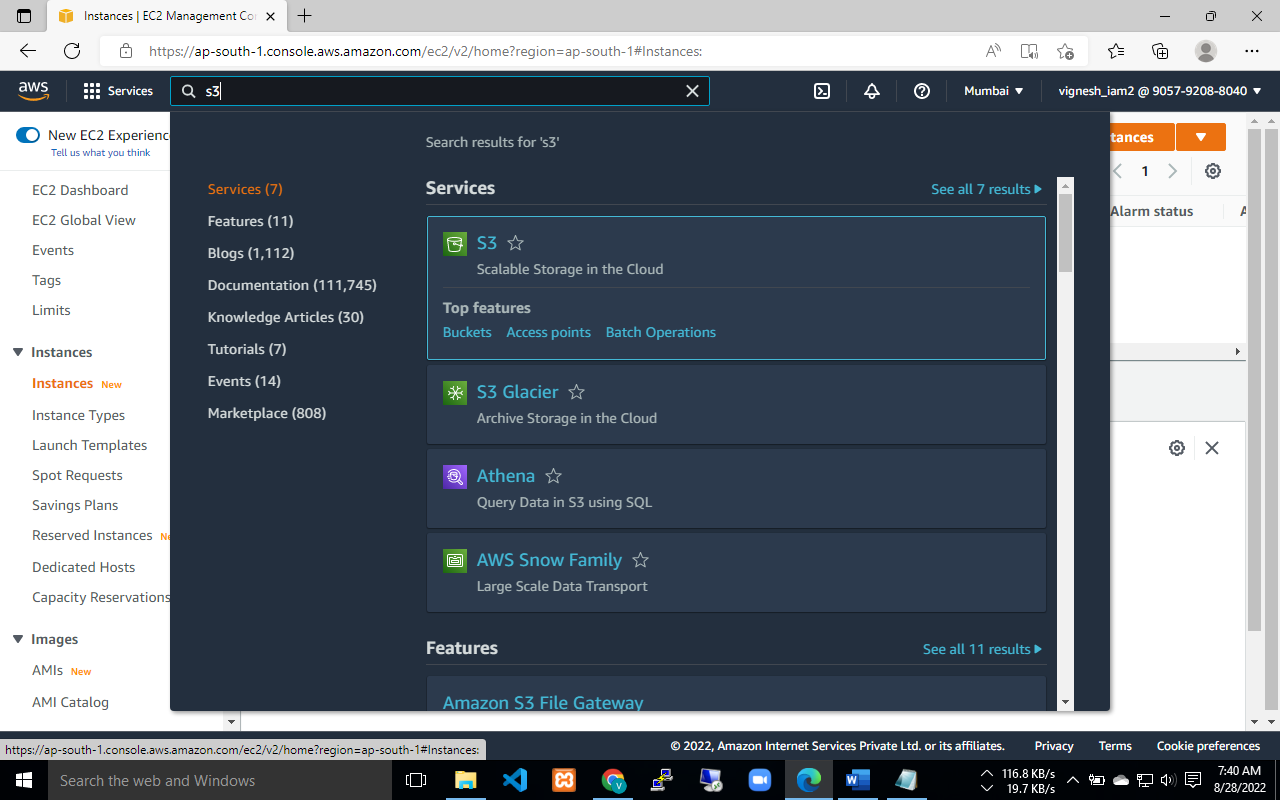 Instances | EC2 Management Con
https://ap-south-1.console.aws.amazon.com/ec2/v2/home?region=ap-south-1#Instances:
aws
Services
s3
Mumbai
vignesh_iam2 @ 9057-9208-8040
New EC2 Experience
Tell us what you think
EC2 Dashboard
EC2 Global View
Events
Tags
Limits
Instances
Instances New
Instance Types
Launch Templates
Spot Requests
Savings Plans
Reserved Instances Ne
Dedicated Hosts
Capacity Reservations
Images
AMIs New
AMI Catalog
Search results for 's3'
Services (7)
Features (11)
Blogs (1,112)
Documentation (111,745)
Knowledge Articles (30)
Tutorials (7)
Events (14)
Marketplace (808)
Services
See all 7 results
S3
Scalable Storage in the Cloud
Top features
Buckets Access points Batch Operations
S3 Glacier
Archive Storage in the Cloud
Athena
Query Data in S3 using SQL
AWS Snow Family
Large Scale Data Transport
Features
See all 11 results
Amazon S3 File Gateway
tances
1
Alarm status
https://ap-south-1.console.aws.amazon.com/ec2/v2/home?region=ap-south-1#Instances:
© 2022, Amazon Internet Services Private Ltd. or its affiliates.
Privacy
Terms
Cookie preferences
Search the web and Windows
116.8 KB/s
19.7 KB/s
7:40 AM
8/28/2022